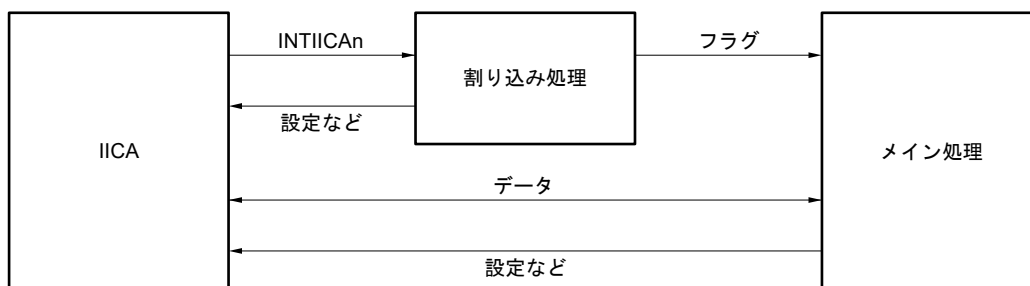 INTIICAn
フラグ
割り込み処理
設定など
IICA
メイン処理
データ
設定など